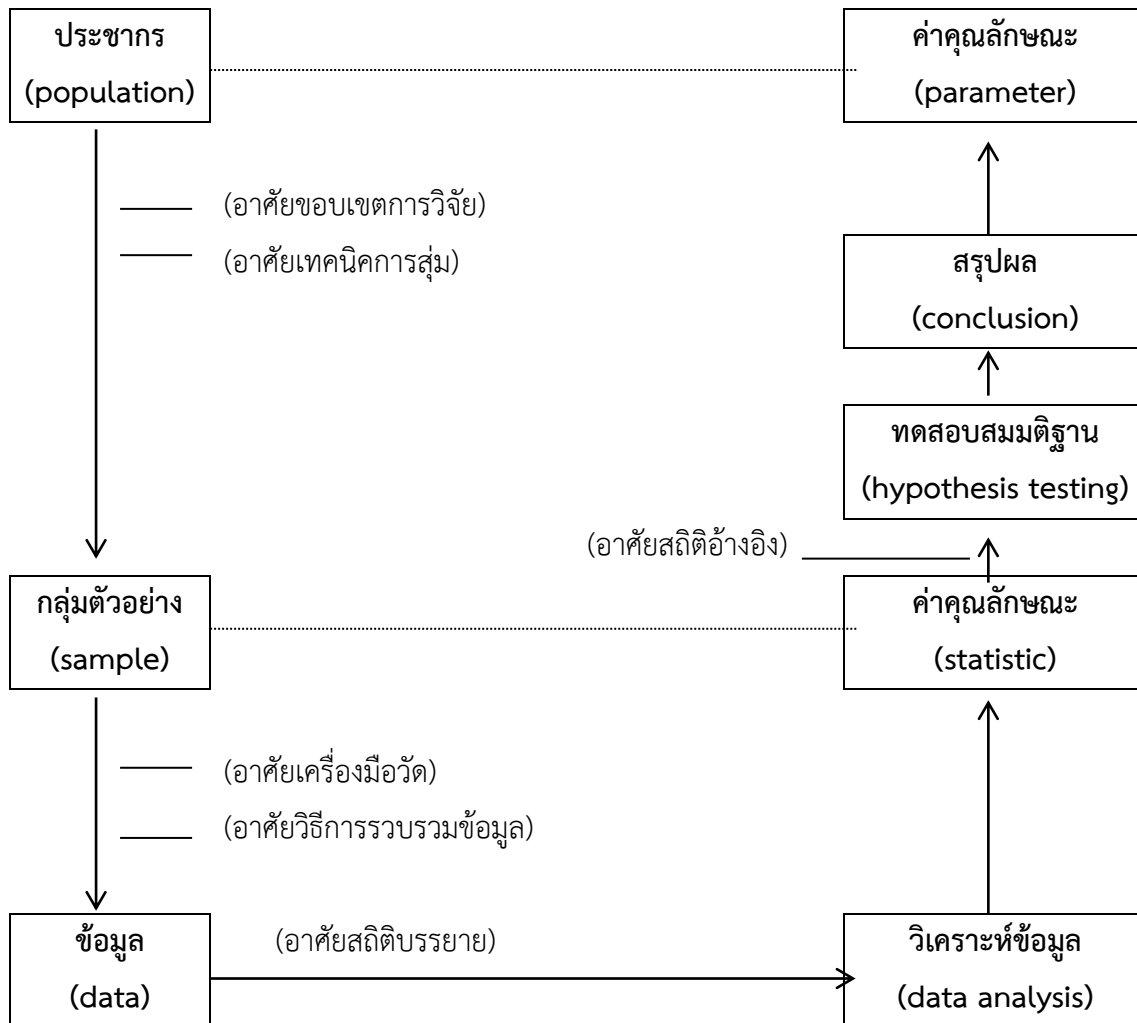 ประชากร
(population)
ค่าคุณลักษณะ
(parameter)
(อาศัยขอบเขตการวิจัย)
(อาศัยเทคนิคการสุ่ม)
สรุปผล
(conclusion)
ทดสอบสมมติฐาน
(hypothesis testing)
(อาศัยสถิติอ้างอิง)
กลุ่มตัวอย่าง
(sample)
ค่าคุณลักษณะ
(statistic)
(อาศัยเครื่องมือวัด)
(อาศัยวิธีการรวบรวมข้อมูล)
ข้อมูล
(data)
(อาศัยสถิติบรรยาย)
วิเคราะห์ข้อมูล
(data analysis)